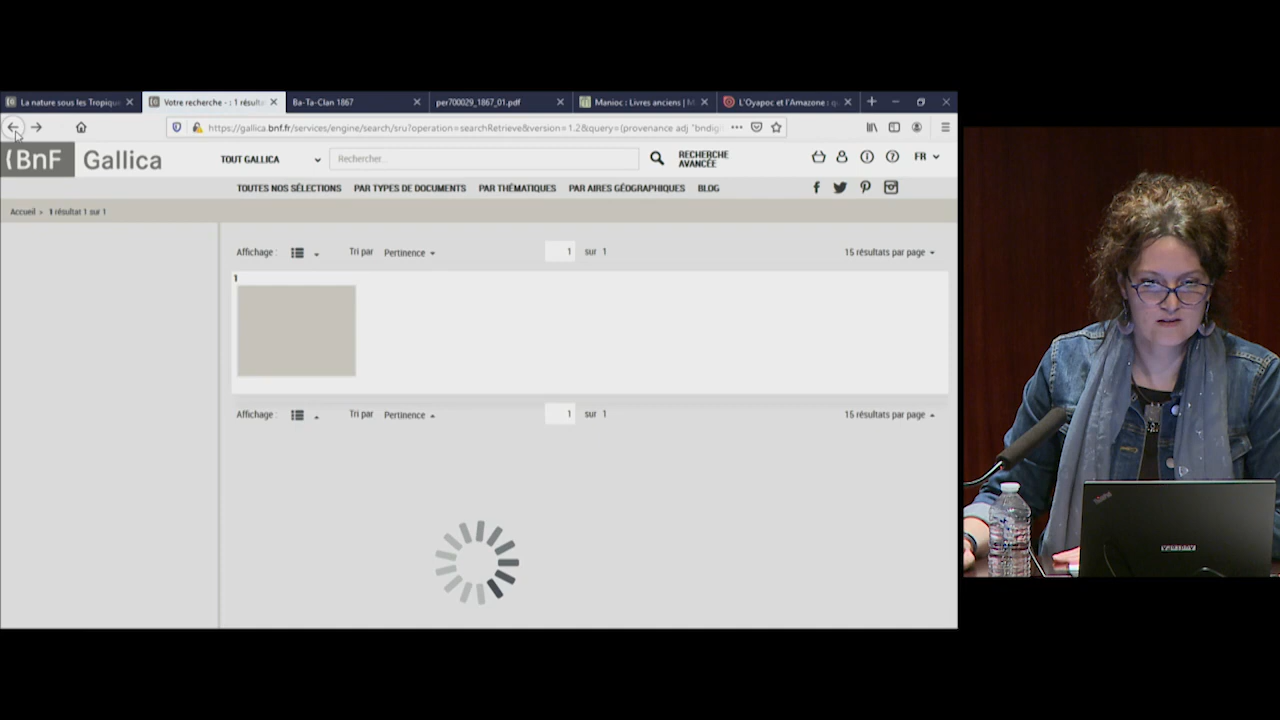 La nature sous les Tropiqu
Votre recherche - : 1 résulta
Ba-Ta-Clan 1867
per700029_1867_01.pdf
Manioc : Livres anciens | M
L'Oyapoc et l'Amazone : q
https://gallica.bnf.fr/services/engine/search/sru?operation=searchRetrieve&version=1.2&query=(provenance adj "bndig
BnF Gallica
TOUT GALLICA
Rechercher...
RECHERCHE AVANCÉE
FR
TOUTES NOS SÉLECTIONS PAR TYPES DE DOCUMENTS PAR THÉMATIQUES PAR AIRES GÉOGRAPHIQUES BLOG
Accueil > 1 résultat 1 sur 1
Affichage : Tri par Pertinence 1 sur 1 15 résultats par page
1
Affichage : Tri par Pertinence 1 sur 1 15 résultats par page
ThinkPad